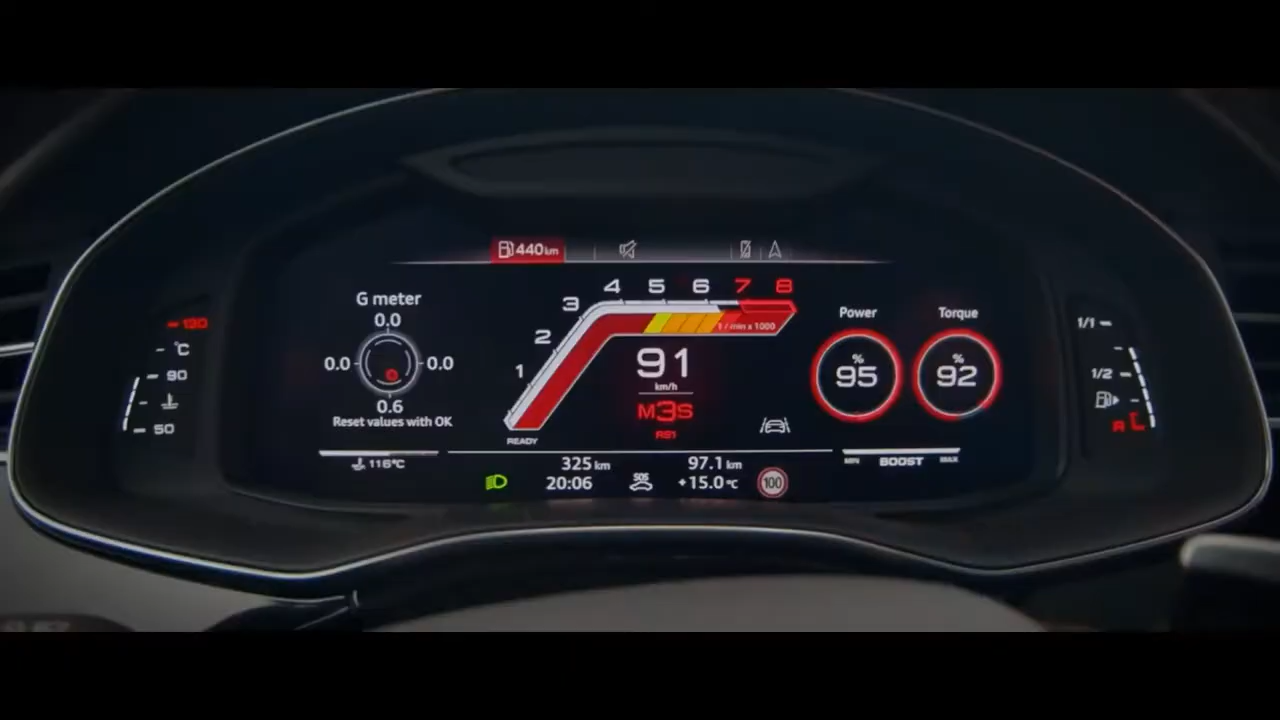 440 km
G meter
0.0
0.0
0.0
0.6
Reset values with OK
116°C
130
°C
90
50
1
2
3
4
5
6
7
8
1 / min x 1000
READY
91
km/h
M3S
RS1
Power
%
95
Torque
%
92
MIN BOOST MAX
325 km
97.1 km
20:06
SOS
+15.0 °C
100
1/1
1/2
R